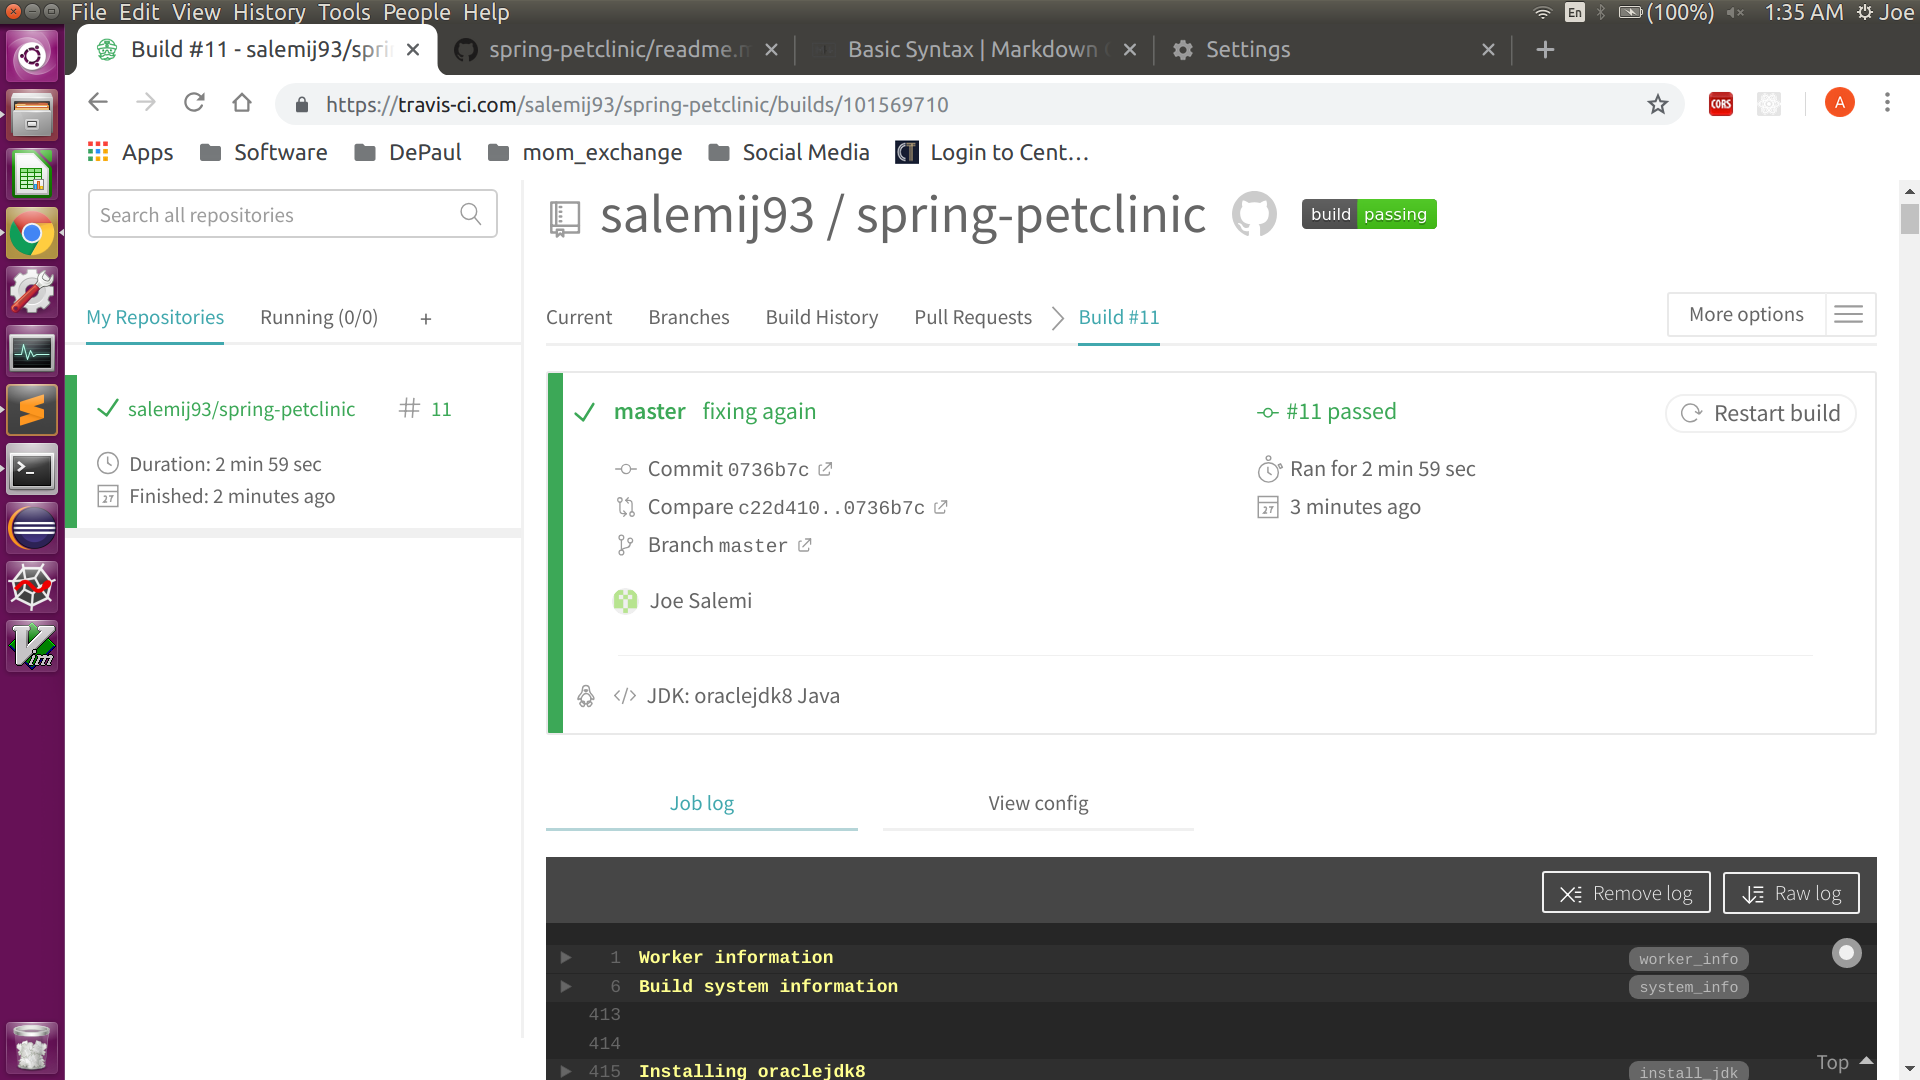 File Edit View History Tools People Help
En (100%) 1:35 AM Joe
Build #11 - salemij93/spri spring-petclinic/readme.m Basic Syntax | Markdown Settings
https://travis-ci.com/salemij93/spring-petclinic/builds/101569710
CORS A
Apps Software DePaul mom_exchange Social Media CT Login to Cent…
Search all repositories
salemij93 / spring-petclinic build passing
My Repositories Running (0/0) +
Current Branches Build History Pull Requests Build #11 More options
salemij93/spring-petclinic # 11
Duration: 2 min 59 sec
27 Finished: 2 minutes ago
master fixing again #11 passed Restart build
Commit 0736b7c Ran for 2 min 59 sec
Compare c22d410..0736b7c 27 3 minutes ago
Branch master
Joe Salemi
</> JDK: oraclejdk8 Java
Job log View config
Remove log Raw log
1 Worker information worker_info
6 Build system information system_info
413
414
415 Installing oraclejdk8 install_jdk
Top
Vim